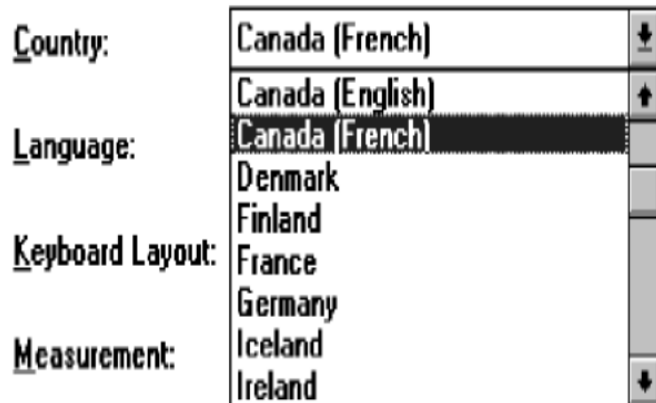 Country: Canada (French)
Canada (English)
Language: Canada (French)
Denmark
Finland
Keyboard Layout: France
Germany
Measurement: Iceland
Ireland